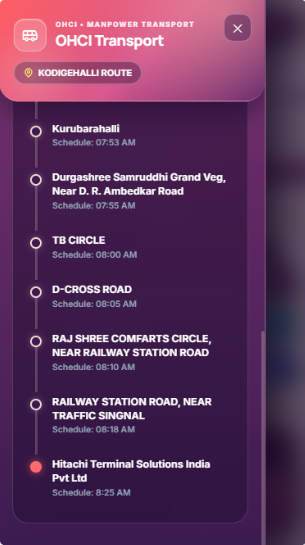 OHCI • MANPOWER TRANSPORT
OHCI Transport
KODIGEHALLI ROUTE
Kurubarahalli
Schedule: 07:53 AM
Durgashree Samruddhi Grand Veg,
Near D. R. Ambedkar Road
Schedule: 07:55 AM
TB CIRCLE
Schedule: 08:00 AM
D-CROSS ROAD
Schedule: 08:05 AM
RAJ SHREE COMFARTS CIRCLE,
NEAR RAILWAY STATION ROAD
Schedule: 08:10 AM
RAILWAY STATION ROAD, NEAR
TRAFFIC SINGNAL
Schedule: 08:18 AM
Hitachi Terminal Solutions India
Pvt Ltd
Schedule: 8:25 AM